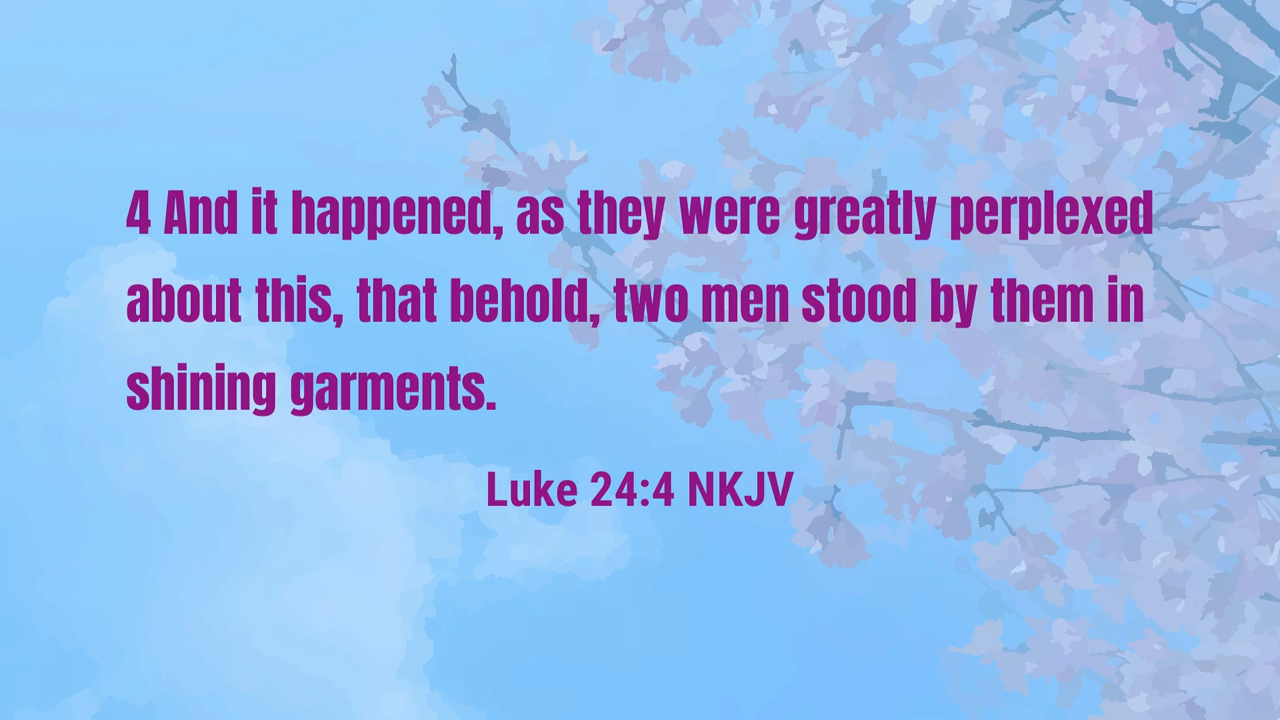 4 And it happened, as they were greatly perplexed
about this, that behold, two men stood by them in
shining garments.
Luke 24:4 NKJV